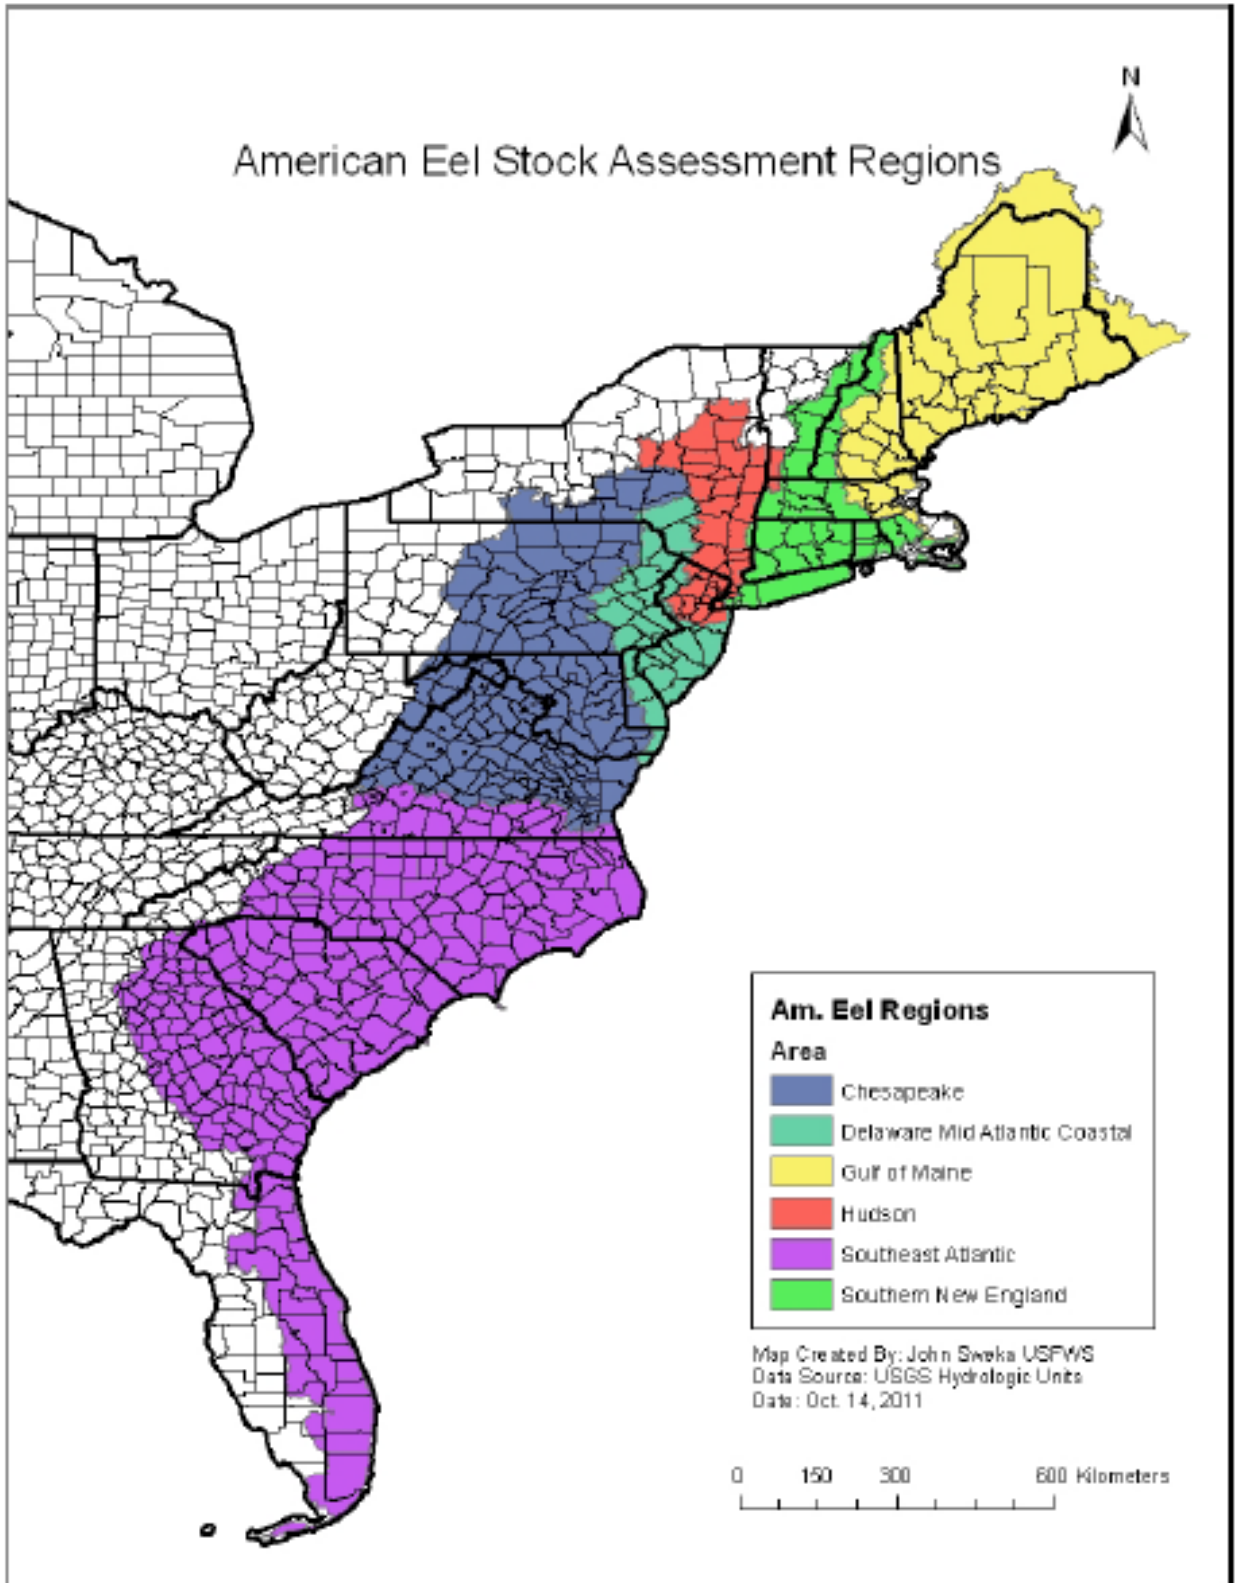 N
American Eel Stock Assessment Regions
Am. Eel Regions
Area
Chesapeake
Delaware Mid Atlantic Coastal
Gulf of Maine
Hudson
Southeast Atlantic
Southern New England
Map Created By: John Sweka USFWS
Data Source: USGS Hydrologic Units
Date: Oct. 14, 2011
0 150 300 600 Kilometers